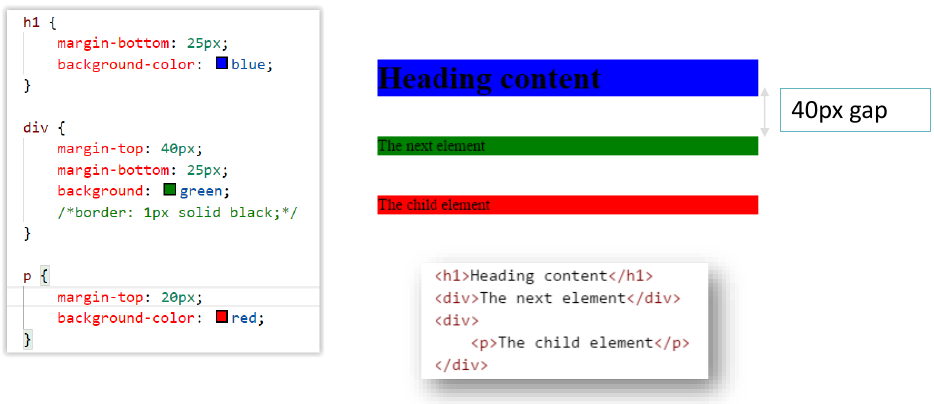 h1 {
margin-bottom: 25px;
background-color: blue;
}
div {
margin-top: 40px;
margin-bottom: 25px;
background: green;
/*border: 1px solid black;*/
}
p {
margin-top: 20px;
background-color: red;
}
Heading content
40px gap
The next element
The child element
<h1>Heading content</h1>
<div>The next element</div>
<div>
<p>The child element</p>
</div>